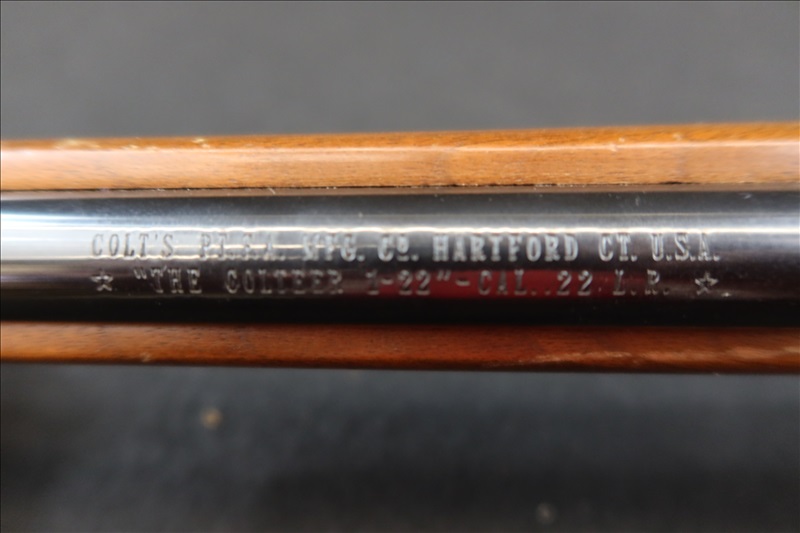 COLT'S PT.F.A. MFG. Co. HARTFORD CT. U.S.A.
☆ "THE COLTEER 1-22" - CAL. .22 L.R. ☆